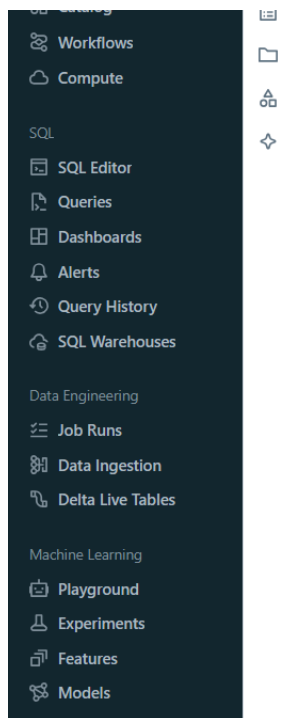 Catalog
Workflows
Compute
SQL
SQL Editor
Queries
Dashboards
Alerts
Query History
SQL Warehouses
Data Engineering
Job Runs
Data Ingestion
Delta Live Tables
Machine Learning
Playground
Experiments
Features
Models